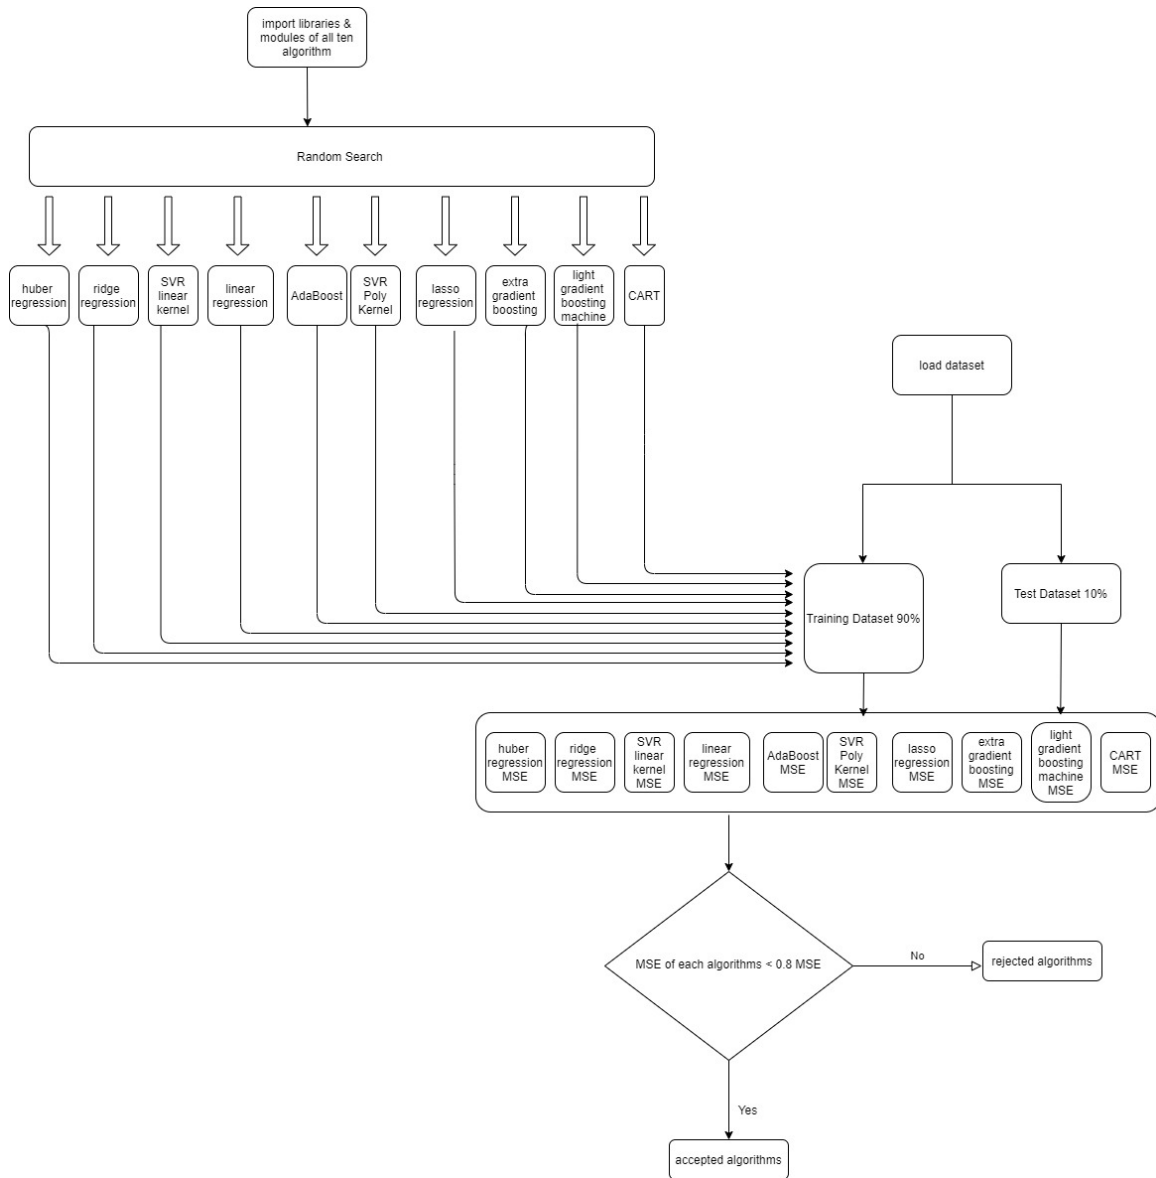 import libraries &
modules of all ten
algorithm
Random Search
huber
regression
ridge
regression
SVR
linear
kernel
linear
regression
AdaBoost
SVR
Poly
Kernel
lasso
regression
extra
gradient
boosting
light
gradient
boosting
machine
CART
load dataset
Training Dataset 90%
Test Dataset 10%
huber
regression
MSE
ridge
regression
MSE
SVR
linear
kernel
MSE
linear
regression
MSE
AdaBoost
MSE
SVR
Poly
Kernel
MSE
lasso
regression
MSE
extra
gradient
boosting
MSE
light
gradient
boosting
machine
MSE
CART
MSE
MSE of each algorithms < 0.8 MSE
No
rejected algorithms
Yes
accepted algorithms